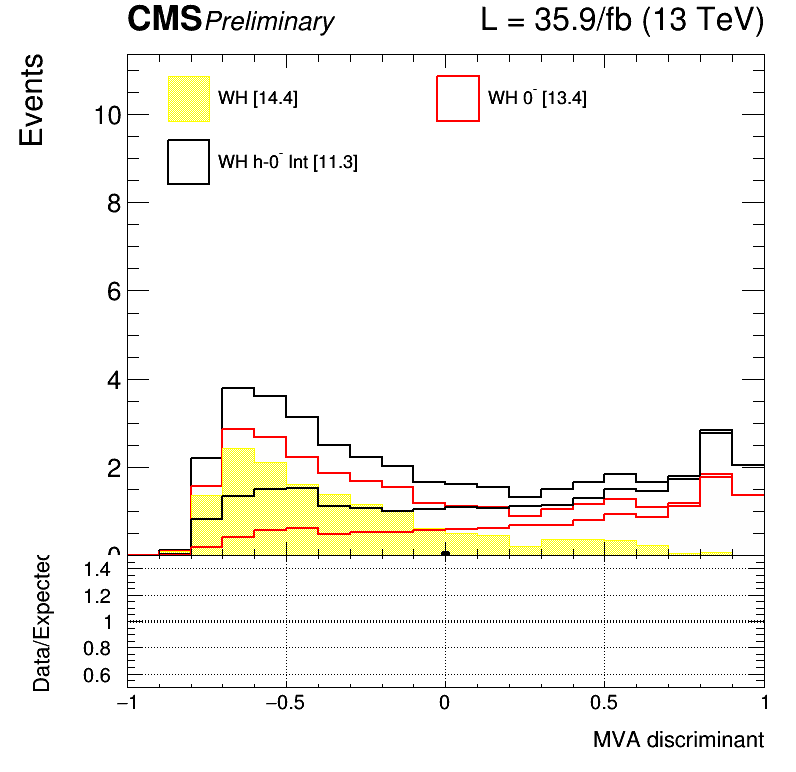 CMS Preliminary L = 35.9/fb (13 TeV)
Events
WH [14.4]
WH 0⁻ [13.4]
WH h-0⁻ Int [11.3]
10
8
6
4
2
0
Data/Expected
1.4
1.2
1
0.8
0.6
−1 −0.5 0 0.5 1
MVA discriminant